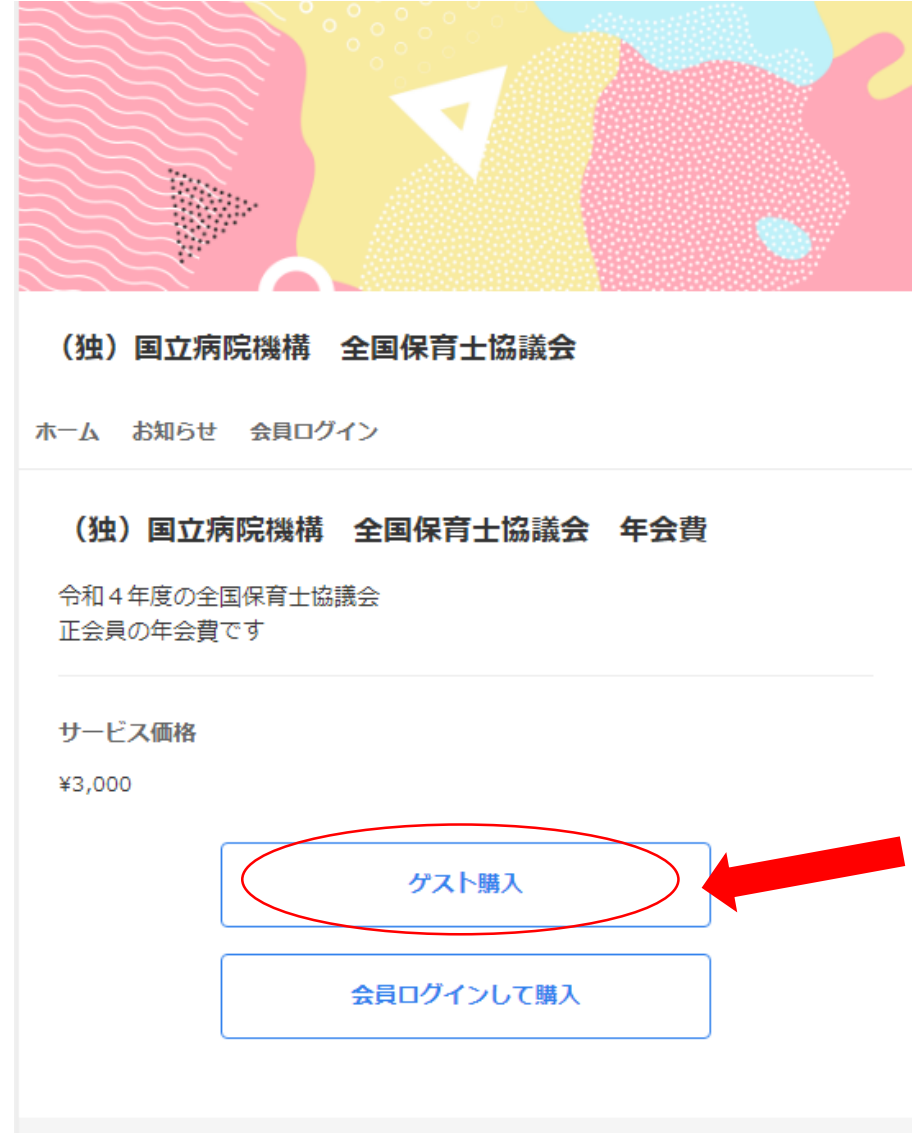 （独）国立病院機構　全国保育士協議会
ホーム　お知らせ　会員ログイン
（独）国立病院機構　全国保育士協議会　年会費
令和４年度の全国保育士協議会
正会員の年会費です
サービス価格
¥3,000
ゲスト購入
会員ログインして購入